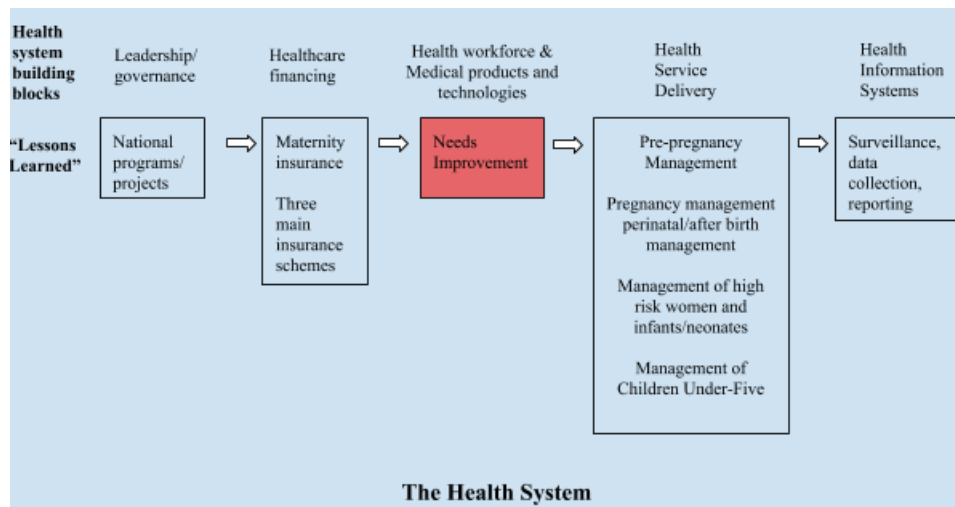 Health
system
building
blocks
Leadership/
governance
Healthcare
financing
Health workforce &
Medical products and
technologies
Health
Service
Delivery
Health
Information
Systems
“Lessons
Learned”
National
programs/
projects
Maternity
insurance
Three
main
insurance
schemes
Needs
Improvement
Pre-pregnancy
Management
Pregnancy management
perinatal/after birth
management
Management of high
risk women and
infants/neonates
Management of
Children Under-Five
Surveillance,
data
collection,
reporting
The Health System